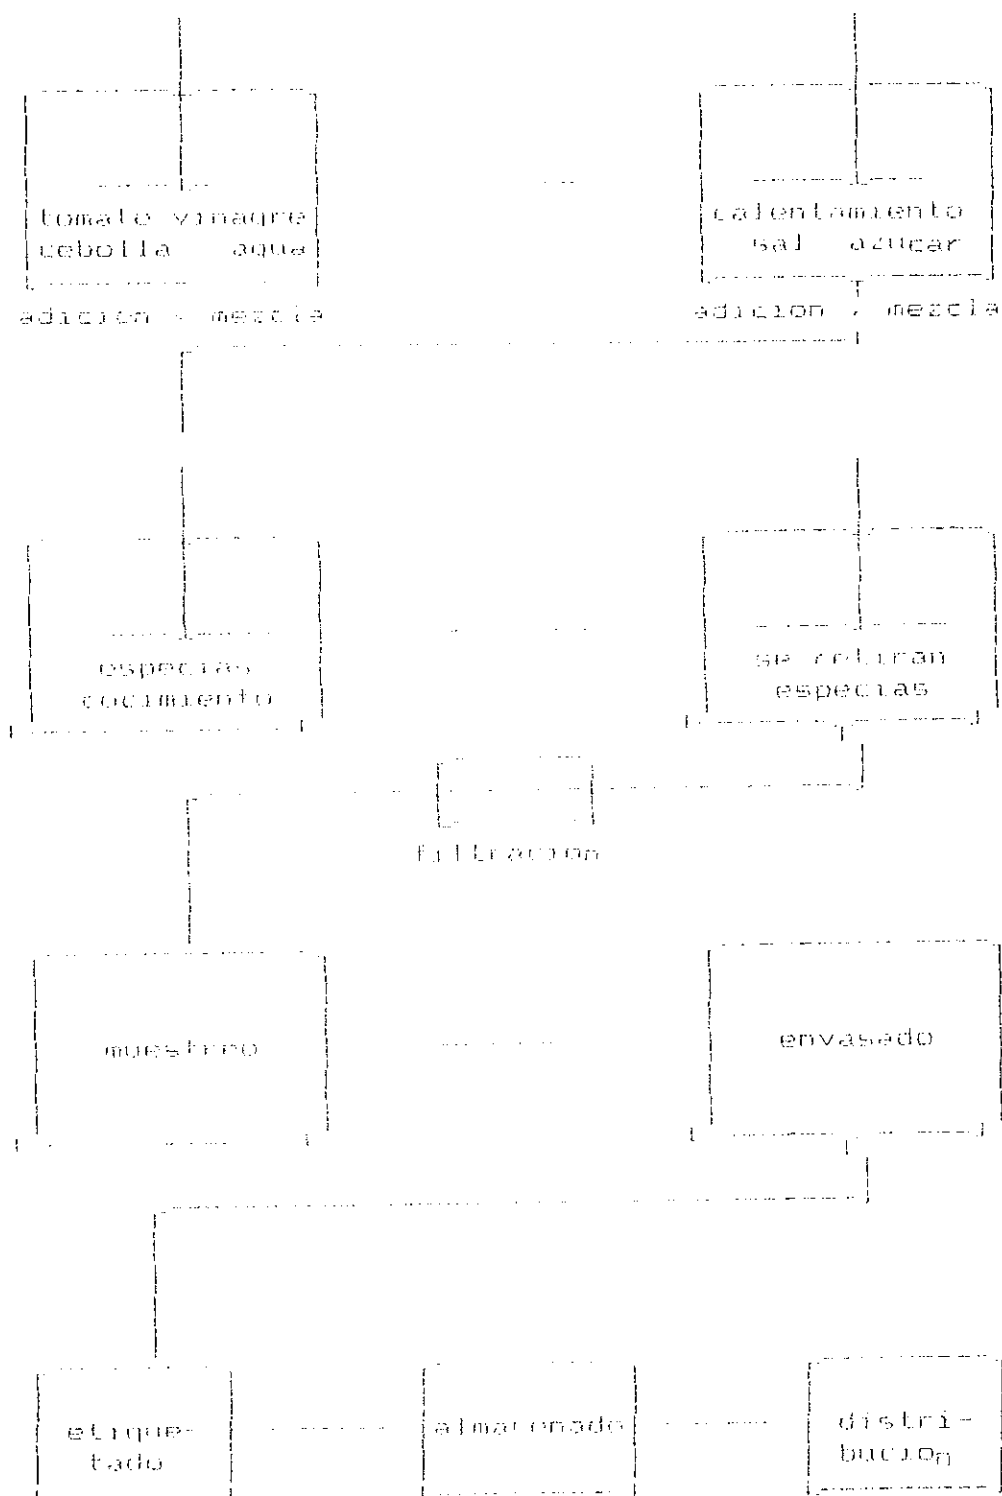 tomate vinagre
cebolla agua
adicion y mezcla
calentamiento
sal azucar
adicion y mezcla
especias
cocimiento
se retiran
especias
filtracion
muestreo
envasado
etique-
tado
almacenado
distri-
bucion